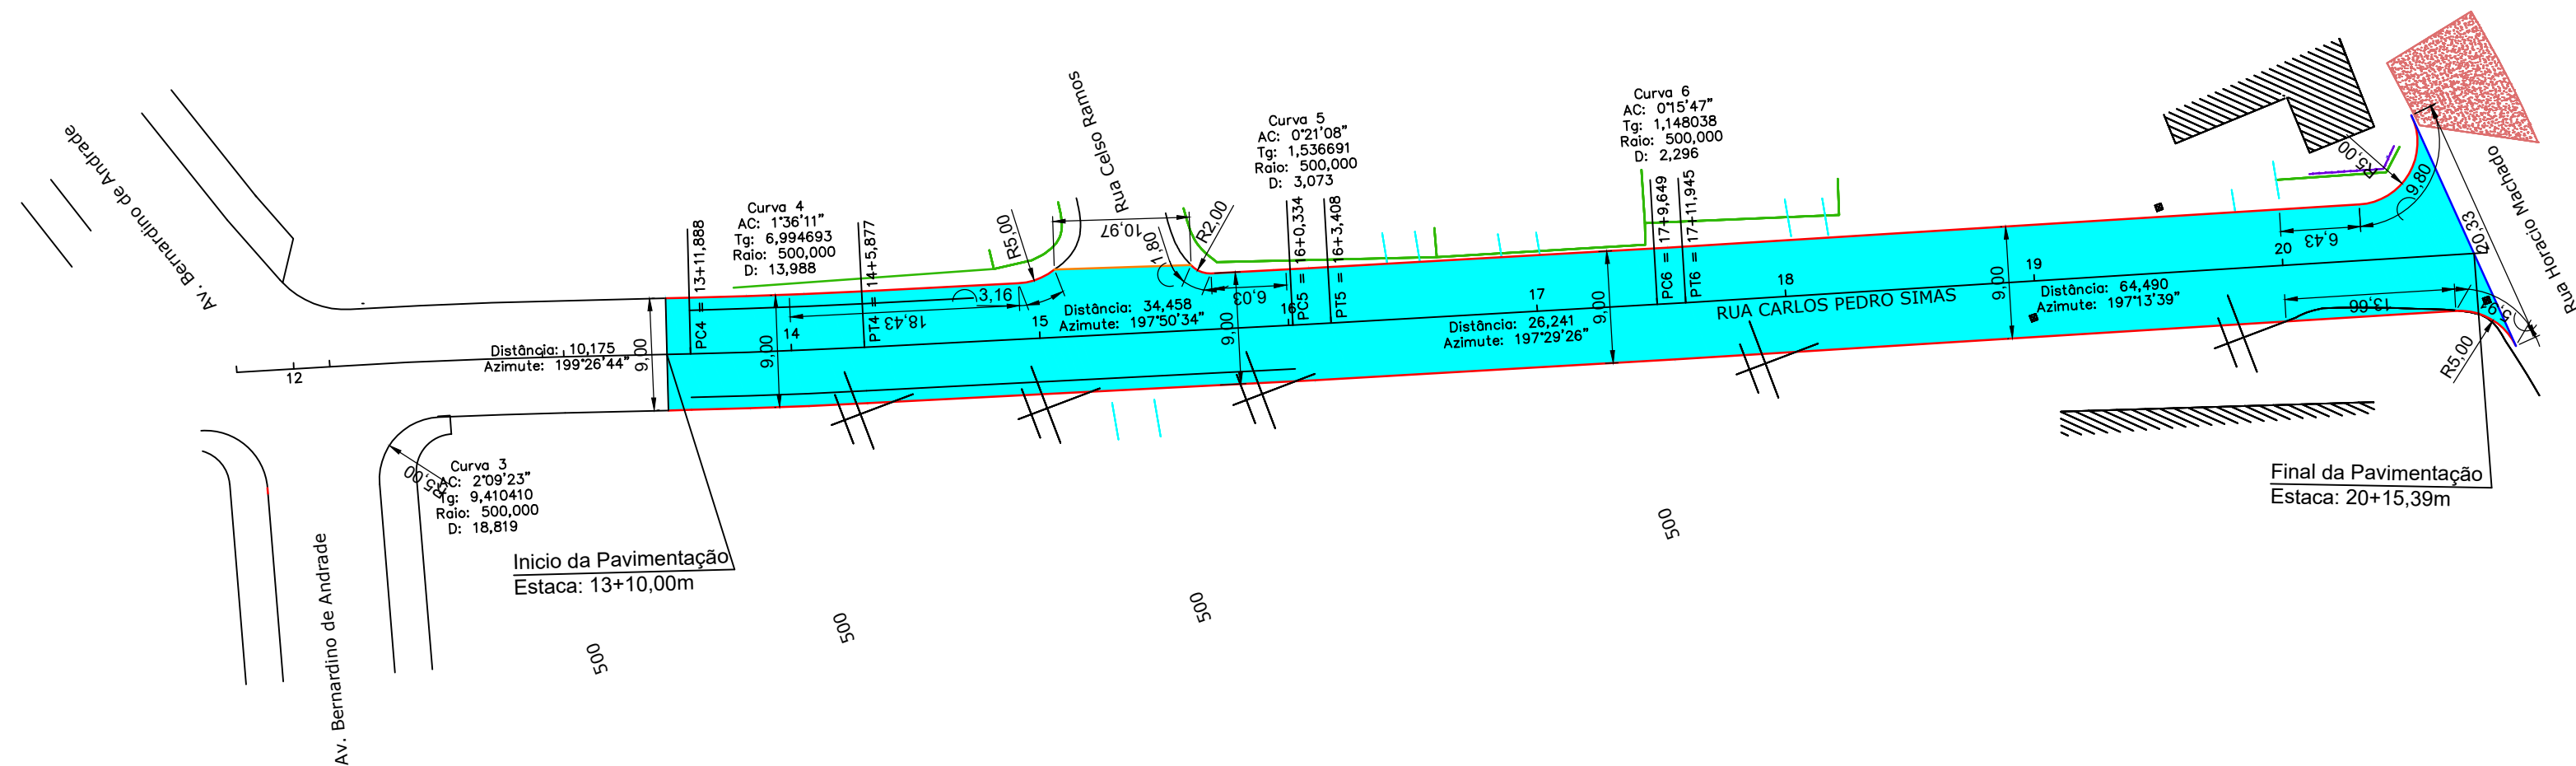 Av. Bernardino de Andrade
12
Distância: 10,175
Azimute: 199°26'44"
9,00
R5,00
Curva 3
AC: 2°09'23"
Tg: 9,410410
Raio: 500,000
D: 18,819
Av. Bernardino de Andrade
Inicio da Pavimentação
Estaca: 13+10,00m
PC4 = 13+11,888
Curva 4
AC: 1°36'11"
Tg: 6,994693
Raio: 500,000
D: 13,988
PT4 = 14+5,877
9,00
14
18,43
3,16
R5,00
15
Rua Celso Ramos
10,97
1,80
R2,00
Distância: 34,458
Azimute: 197°50'34"
9,00
6,03
16
Curva 5
AC: 0°21'08"
Tg: 1,536691
Raio: 500,000
D: 3,073
PC5 = 16+0,334
PT5 = 16+3,408
17
Distância: 26,241
Azimute: 197°29'26"
9,00
Curva 6
AC: 0°15'47"
Tg: 1,148038
Raio: 500,000
D: 2,296
PC6 = 17+9,649
PT6 = 17+11,945
18
RUA CARLOS PEDRO SIMAS
9,00
19
Distância: 64,490
Azimute: 197°13'39"
20
6,43
13,66
R5,00
9,80
20,33
Rua Horacio Machado
R5,00
Final da Pavimentação
Estaca: 20+15,39m
500
500
500
500